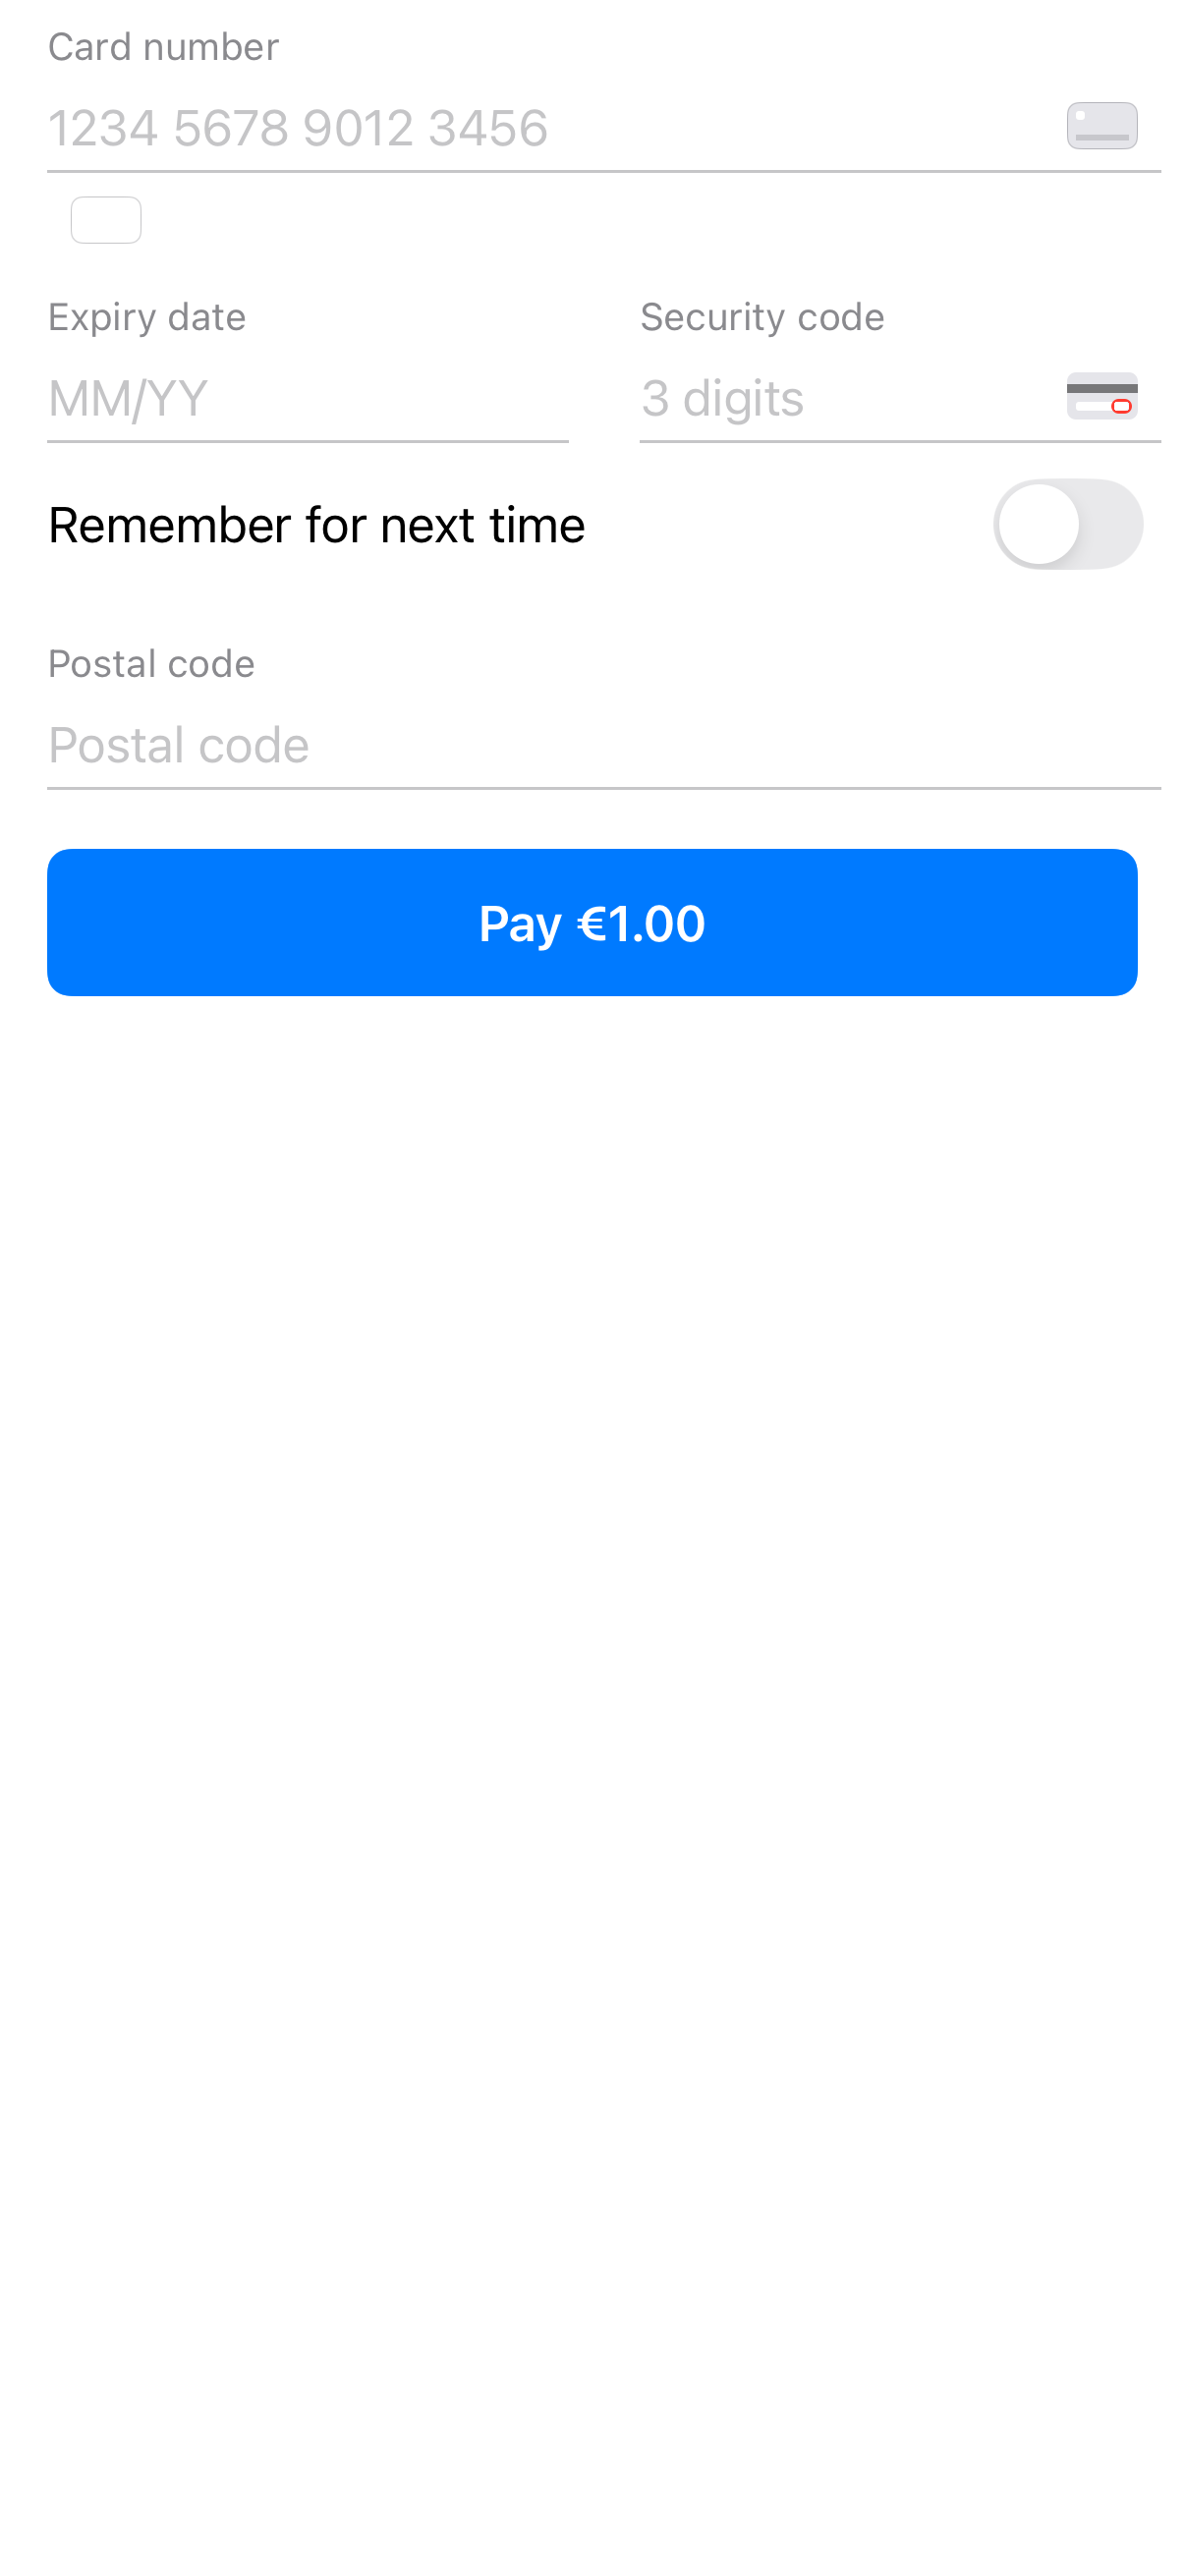 Card number
1234 5678 9012 3456
Expiry date
Security code
MM/YY
3 digits
Remember for next time
Postal code
Postal code
Pay €1.00